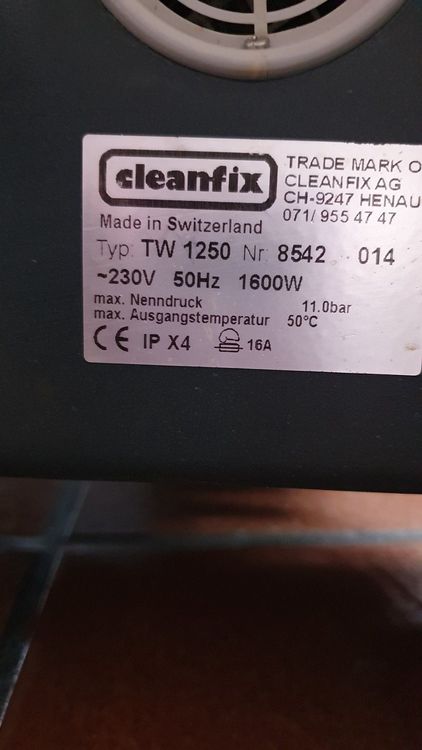 cleanfix
TRADE MARK O
CLEANFIX AG
CH-9247 HENAU
071/ 955 47 47
Made in Switzerland
Typ: TW 1250 Nr: 8542 014
~230V 50Hz 1600W
max. Nenndruck 11.0bar
max. Ausgangstemperatur 50°C
CE IP X4 16A